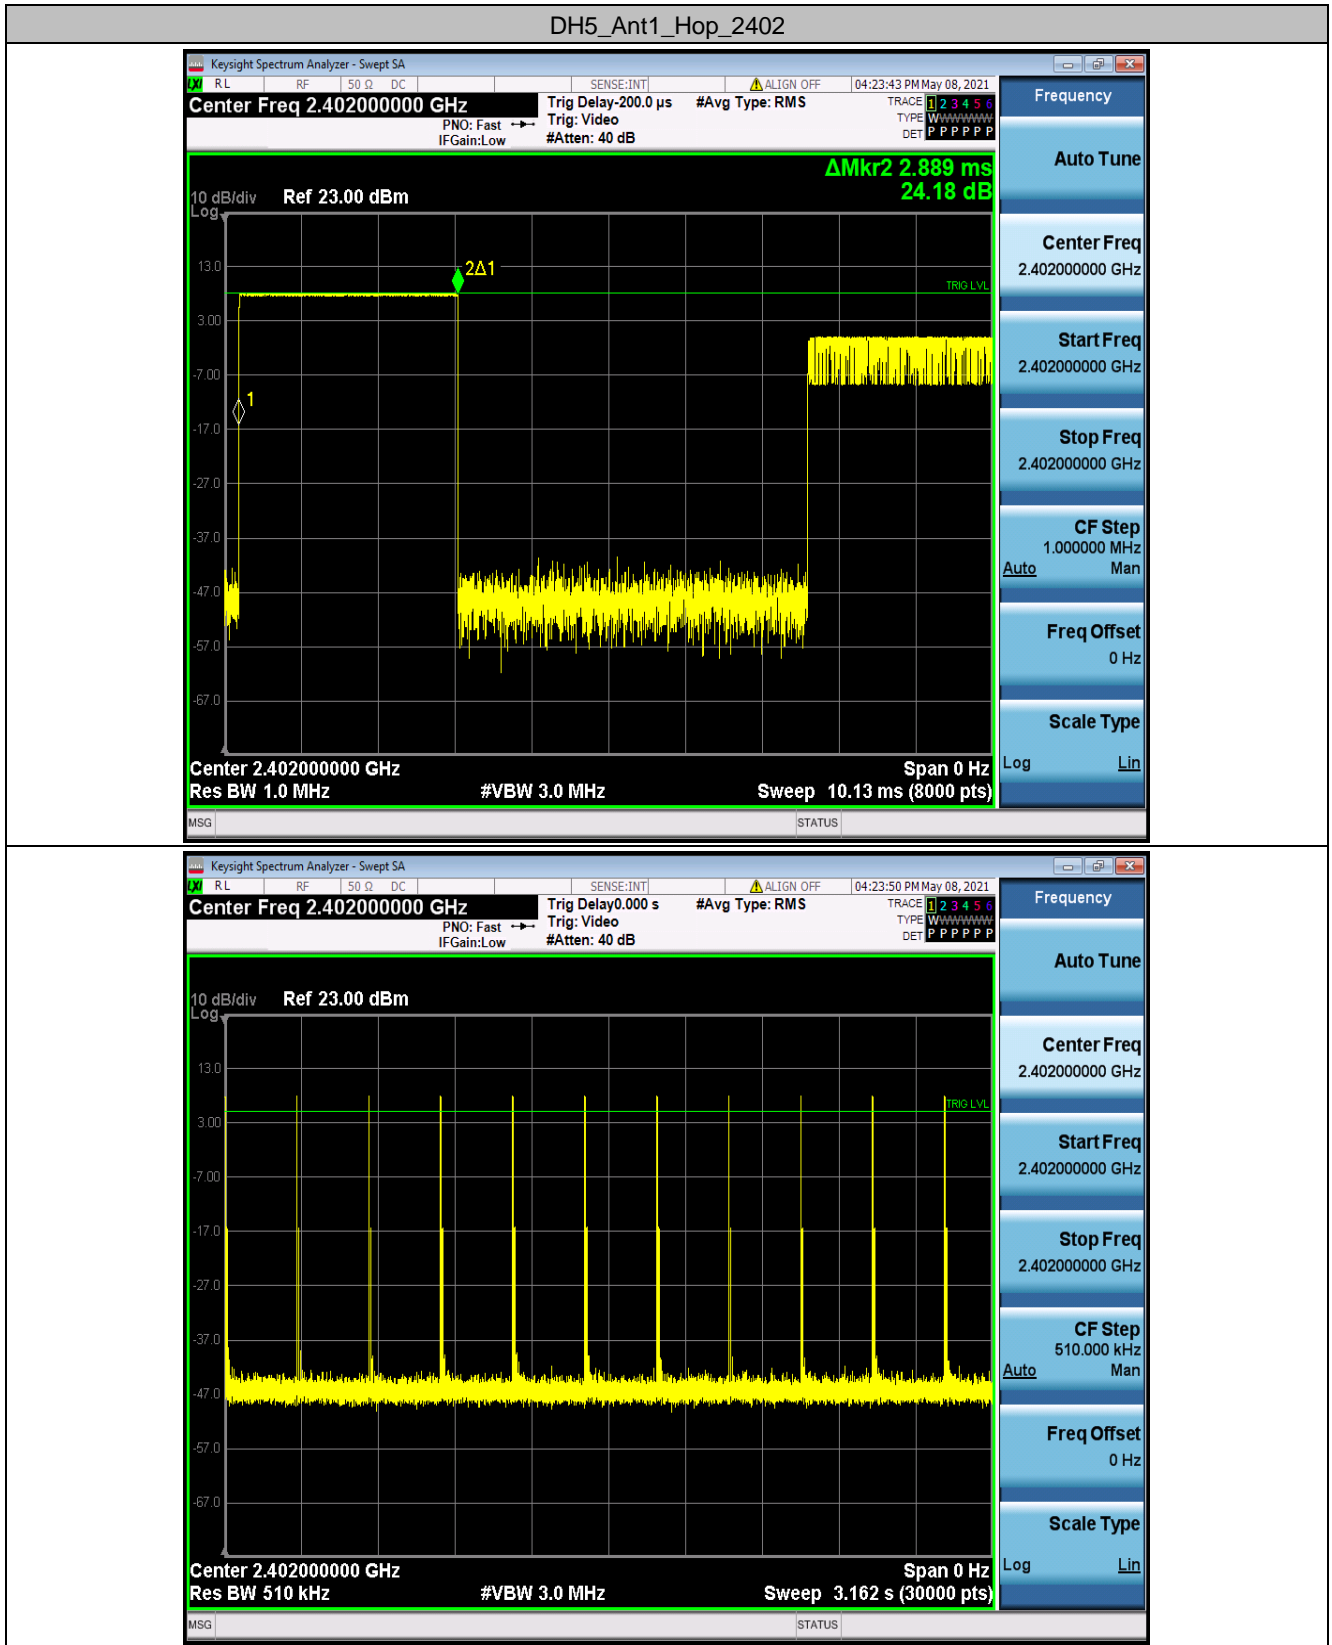 DH5_Ant1_Hop_2402
Keysight Spectrum Analyzer - Swept SA
LXI RL RF 50 Ω DC SENSE:INT ALIGN OFF 04:23:43 PM May 08, 2021
Center Freq 2.402000000 GHz
PNO: Fast
IFGain:Low
Trig Delay-200.0 µs
Trig: Video
#Atten: 40 dB
#Avg Type: RMS
TRACE 1 2 3 4 5 6
TYPE WWWWWW
DET P P P P P P
ΔMkr2 2.889 ms
24.18 dB
10 dB/div Ref 23.00 dBm
Log
13.0
3.00
-7.00
-17.0
-27.0
-37.0
-47.0
-57.0
-67.0
2Δ1
TRIG LVL
1
Center 2.402000000 GHz Span 0 Hz
Res BW 1.0 MHz #VBW 3.0 MHz Sweep 10.13 ms (8000 pts)
MSG STATUS
Frequency
Auto Tune
Center Freq
2.402000000 GHz
Start Freq
2.402000000 GHz
Stop Freq
2.402000000 GHz
CF Step
1.000000 MHz
Auto Man
Freq Offset
0 Hz
Scale Type
Log Lin
Keysight Spectrum Analyzer - Swept SA
LXI RL RF 50 Ω DC SENSE:INT ALIGN OFF 04:23:50 PM May 08, 2021
Center Freq 2.402000000 GHz
PNO: Fast
IFGain:Low
Trig Delay0.000 s
Trig: Video
#Atten: 40 dB
#Avg Type: RMS
TRACE 1 2 3 4 5 6
TYPE WWWWWW
DET P P P P P P
10 dB/div Ref 23.00 dBm
Log
13.0
3.00
-7.00
-17.0
-27.0
-37.0
-47.0
-57.0
-67.0
TRIG LVL
Center 2.402000000 GHz Span 0 Hz
Res BW 510 kHz #VBW 3.0 MHz Sweep 3.162 s (30000 pts)
MSG STATUS
Frequency
Auto Tune
Center Freq
2.402000000 GHz
Start Freq
2.402000000 GHz
Stop Freq
2.402000000 GHz
CF Step
510.000 kHz
Auto Man
Freq Offset
0 Hz
Scale Type
Log Lin